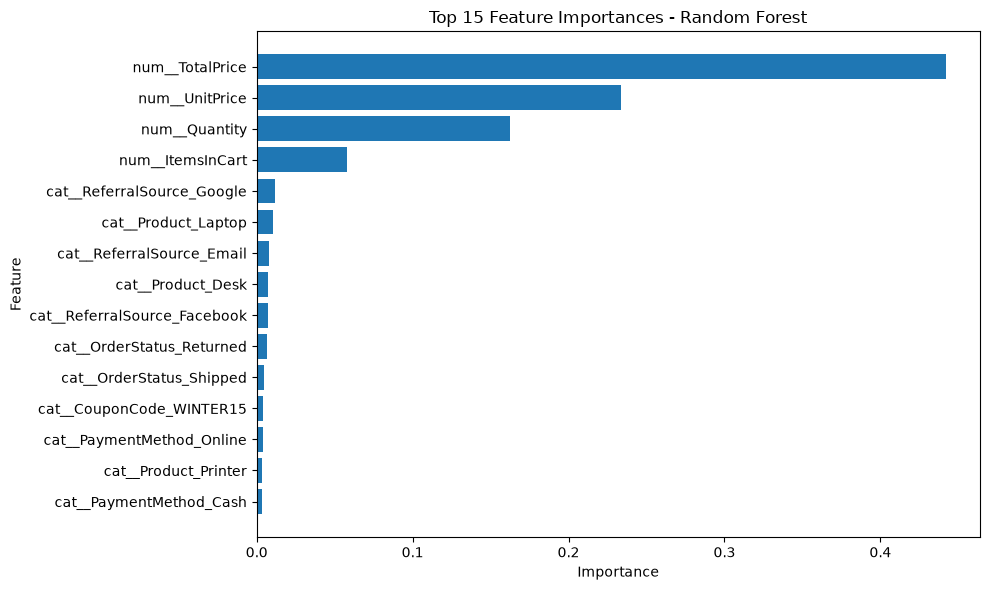 Top 15 Feature Importances - Random Forest
Feature
num__TotalPrice
num__UnitPrice
num__Quantity
num__ItemsInCart
cat__ReferralSource_Google
cat__Product_Laptop
cat__ReferralSource_Email
cat__Product_Desk
cat__ReferralSource_Facebook
cat__OrderStatus_Returned
cat__OrderStatus_Shipped
cat__CouponCode_WINTER15
cat__PaymentMethod_Online
cat__Product_Printer
cat__PaymentMethod_Cash
0.0 0.1 0.2 0.3 0.4
Importance